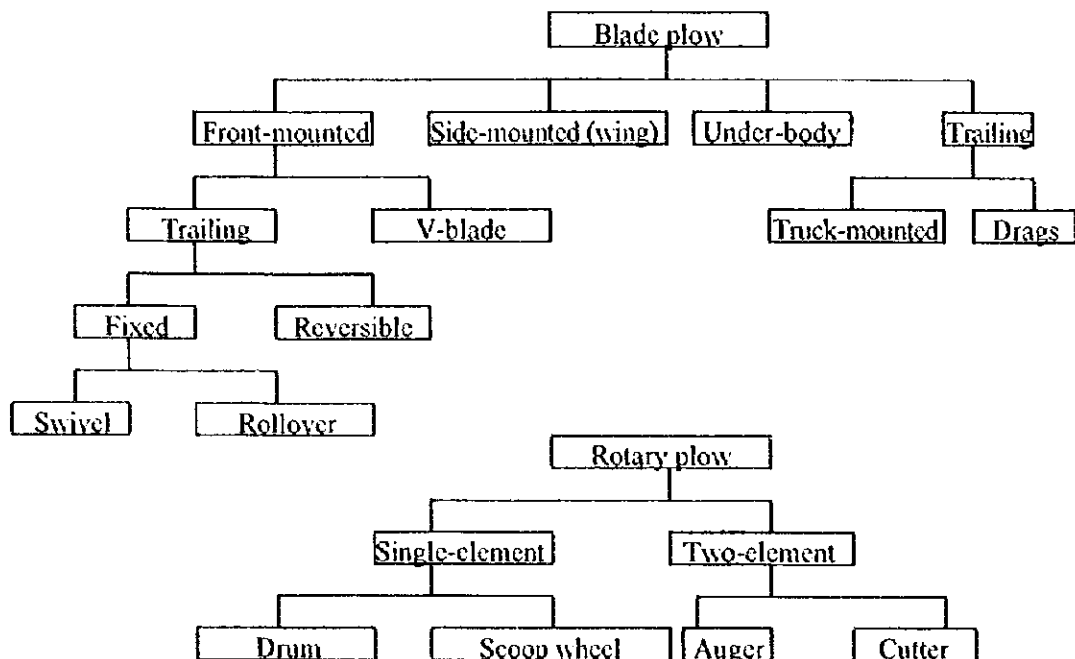 Blade plow
Front-mounted
Side-mounted (wing)
Under-body
Trailing
Trailing
V-blade
Truck-mounted
Drags
Fixed
Reversible
Swivel
Rollover
Rotary plow
Single-element
Two-element
Drum
Scoop wheel
Auger
Cutter